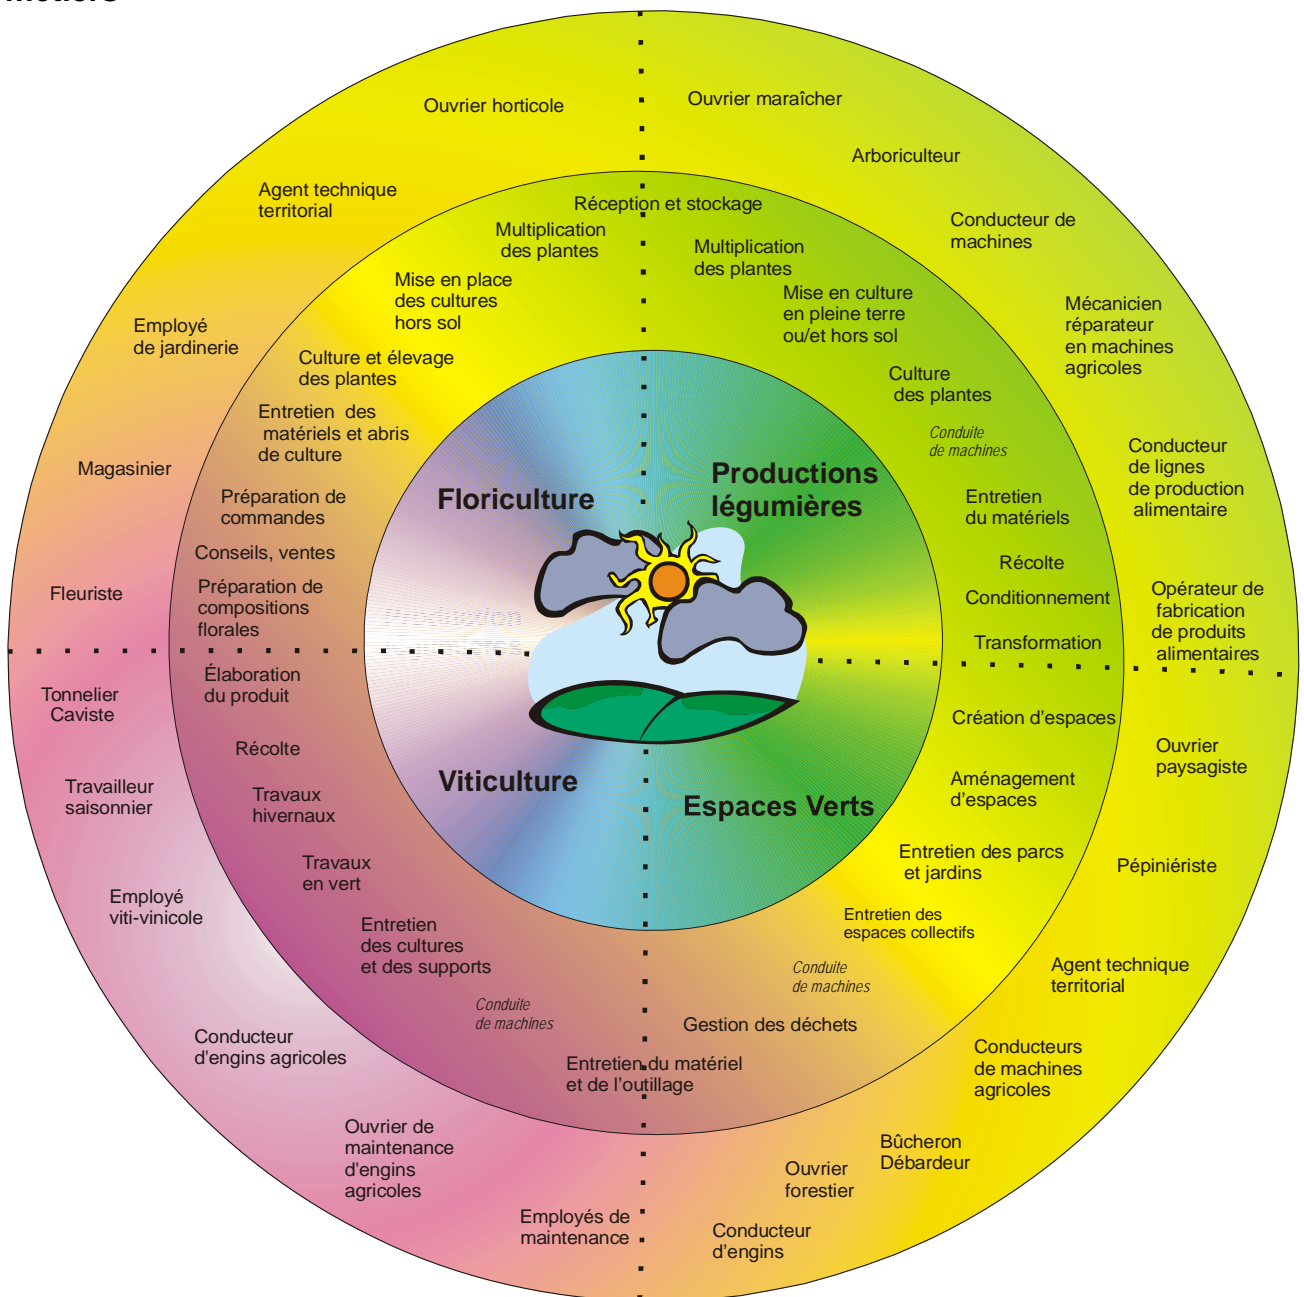 Ouvrier horticole
Agent technique
territorial
Employé
de jardinerie
Magasinier
Fleuriste
Ouvrier maraîcher
Arboriculteur
Conducteur de
machines
Mécanicien
réparateur
en machines
agricoles
Conducteur
de lignes
de production
alimentaire
Opérateur de
fabrication
de produits
alimentaires
Réception et stockage
Multiplication
des plantes
Mise en place
des cultures
hors sol
Culture et élevage
des plantes
Entretien des
matériels et abris
de culture
Préparation de
commandes
Conseils, ventes
Préparation de
compositions
florales
Multiplication
des plantes
Mise en culture
en pleine terre
ou/et hors sol
Culture
des plantes
Conduite
de machines
Entretien
du matériels
Récolte
Conditionnement
Transformation
Floriculture
Productions
légumières
Viticulture
Espaces Verts
Élaboration
du produit
Récolte
Travaux
hivernaux
Travaux
en vert
Entretien
des cultures
et des supports
Conduite
de machines
Entretien du matériel
et de l'outillage
Création d'espaces
Aménagement
d'espaces
Entretien des parcs
et jardins
Entretien des
espaces collectifs
Conduite
de machines
Gestion des déchets
Tonnelier
Caviste
Travailleur
saisonnier
Employé
viti-vinicole
Conducteur
d'engins agricoles
Ouvrier de
maintenance
d'engins
agricoles
Employés de
maintenance
Ouvrier
paysagiste
Pépiniériste
Agent technique
territorial
Conducteurs
de machines
agricoles
Bûcheron
Débardeur
Ouvrier
forestier
Conducteur
d'engins